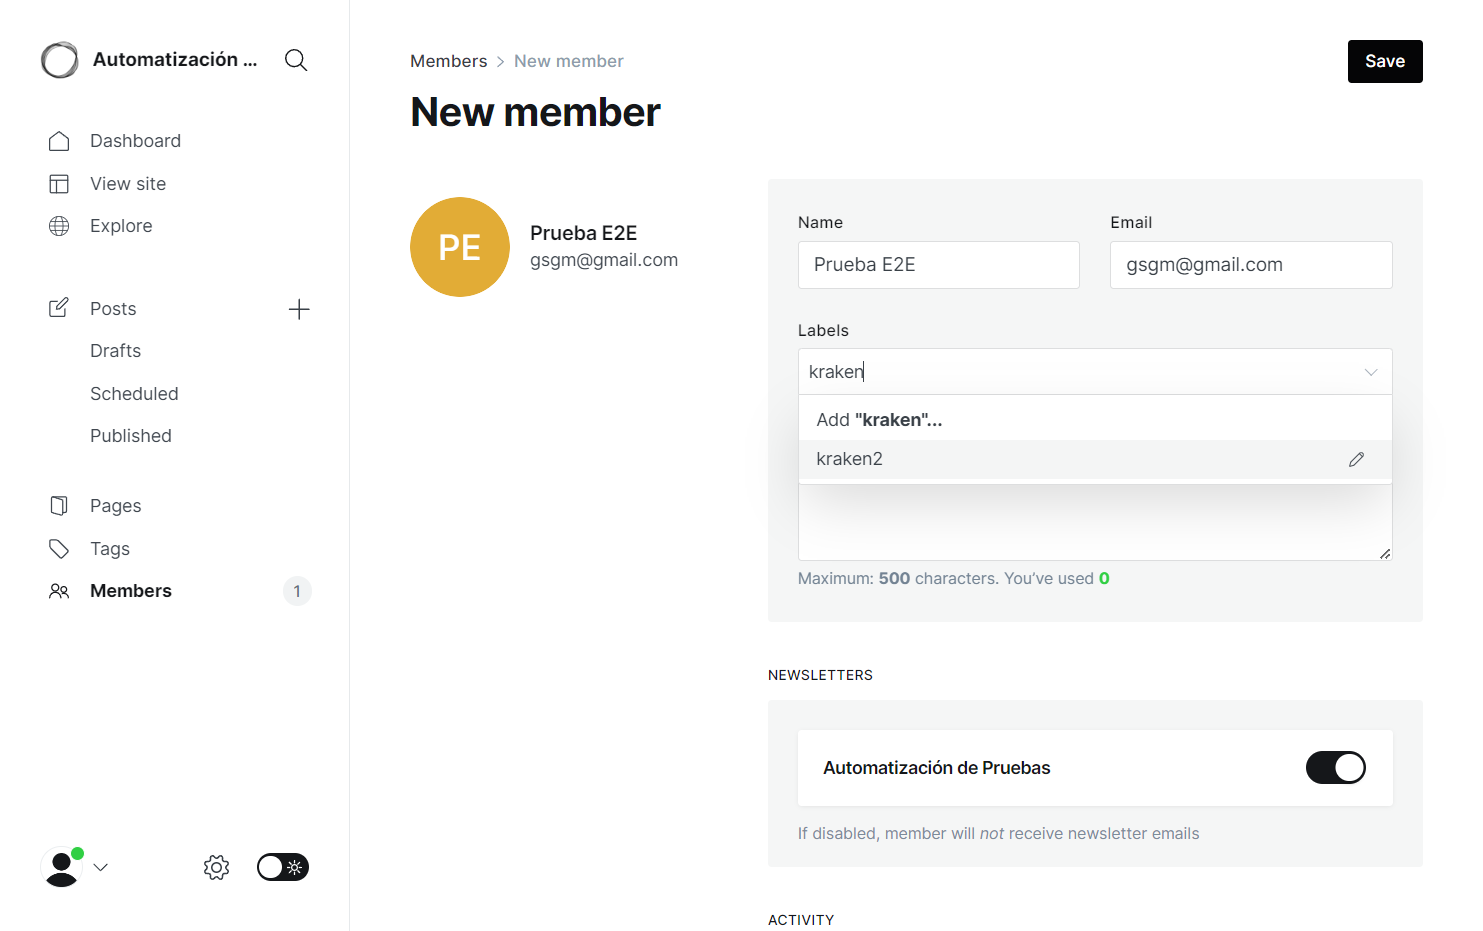 Automatización ...
Dashboard
View site
Explore
Posts
Drafts
Scheduled
Published
Pages
Tags
Members 1
Members > New member
Save
New member
PE
Prueba E2E
gsgm@gmail.com
Name
Email
Prueba E2E
gsgm@gmail.com
Labels
kraken
Add "kraken"...
kraken2
Maximum: 500 characters. You've used 0
NEWSLETTERS
Automatización de Pruebas
If disabled, member will not receive newsletter emails
ACTIVITY